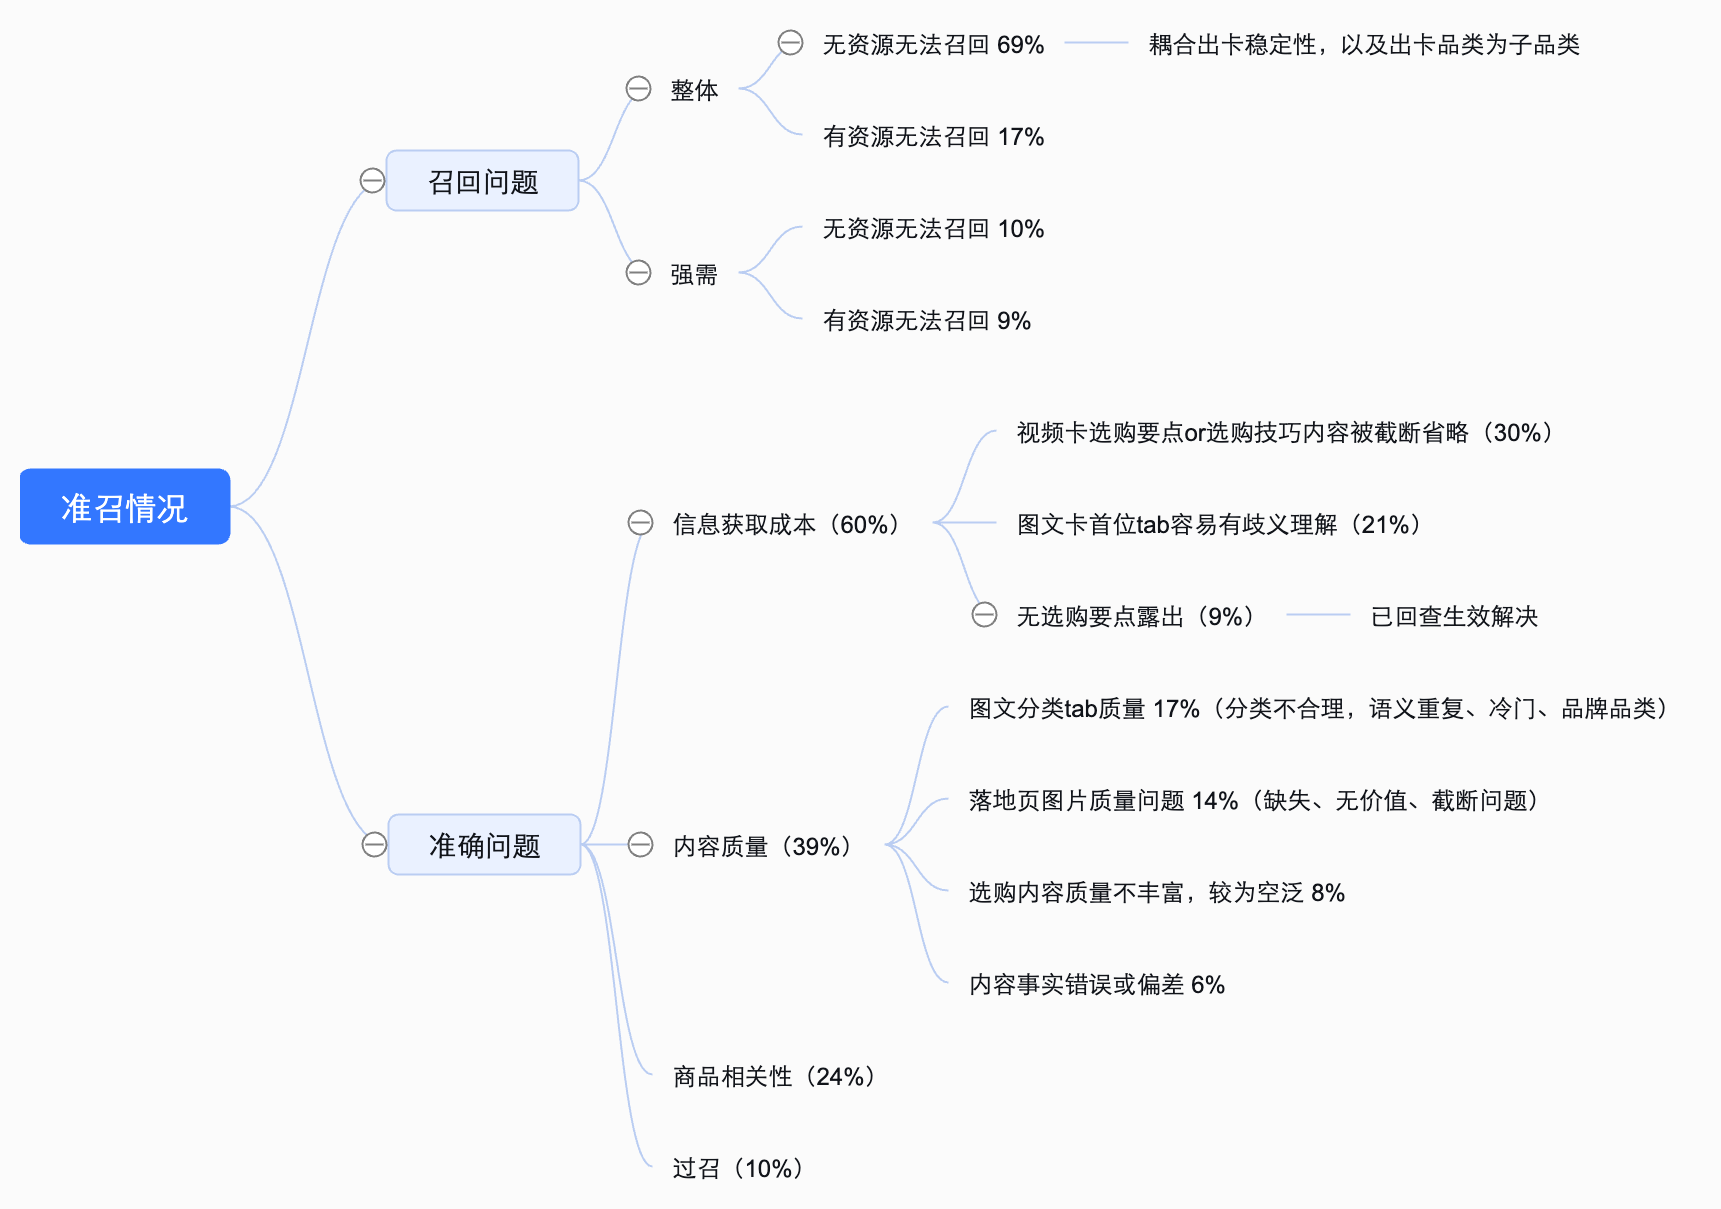 无资源无法召回 69%
耦合出卡稳定性，以及出卡品类为子品类
整体
有资源无法召回 17%
召回问题
无资源无法召回 10%
强需
有资源无法召回 9%
视频卡选购要点or选购技巧内容被截断省略（30%）
准召情况
信息获取成本（60%）
图文卡首位tab容易有歧义理解（21%）
无选购要点露出（9%）
已回查生效解决
图文分类tab质量 17%（分类不合理，语义重复、冷门、品牌品类）
落地页图片质量问题 14%（缺失、无价值、截断问题）
准确问题
内容质量（39%）
选购内容质量不丰富，较为空泛 8%
内容事实错误或偏差 6%
商品相关性（24%）
过召（10%）